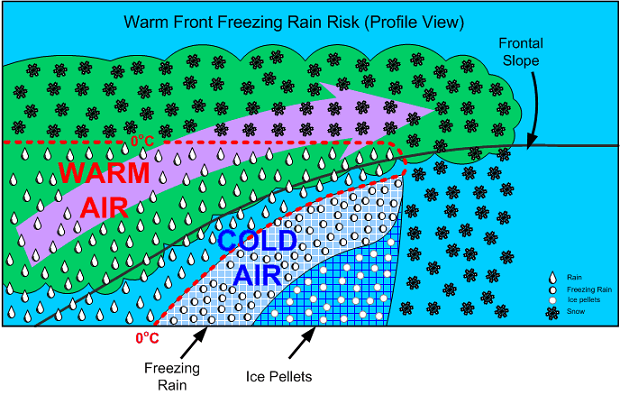 Warm Front Freezing Rain Risk (Profile View)
Frontal
Slope
0°C
WARM
AIR
COLD
AIR
Rain
Freezing Rain
Ice pellets
Snow
0°C
Freezing
Rain
Ice Pellets